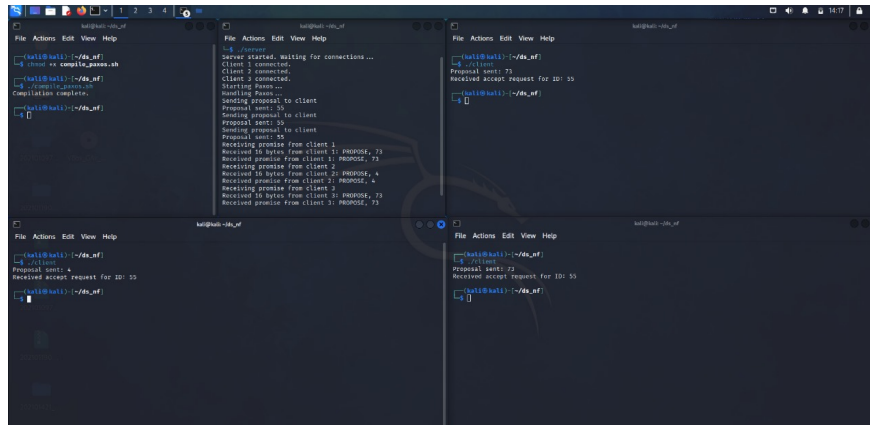 1 2 3 4
14:17
kali@kali: ~/ds_nf
File Actions Edit View Help
(kali㉿kali)-[~/ds_nf]
$ chmod +x compile_paxos.sh
(kali㉿kali)-[~/ds_nf]
$ ./compile_paxos.sh
Compilation complete.
(kali㉿kali)-[~/ds_nf]
$
kali@kali: ~/ds_nf
File Actions Edit View Help
$ ./server
Server started. Waiting for connections...
Client 1 connected.
Client 2 connected.
Client 3 connected.
Starting Paxos...
Handling Paxos...
Sending proposal to client
Proposal sent: 55
Sending proposal to client
Proposal sent: 55
Sending proposal to client
Proposal sent: 55
Receiving promise from client 1
Received 16 bytes from client 1: PROPOSE, 73
Received promise from client 1: PROPOSE, 73
Receiving promise from client 2
Received 16 bytes from client 2: PROPOSE, 4
Received promise from client 2: PROPOSE, 4
Receiving promise from client 3
Received 16 bytes from client 3: PROPOSE, 73
Received promise from client 3: PROPOSE, 73
kali@kali: ~/ds_nf
File Actions Edit View Help
(kali㉿kali)-[~/ds_nf]
$ ./client
Proposal sent: 73
Received accept request for ID: 55
(kali㉿kali)-[~/ds_nf]
$
kali@kali: ~/ds_nf
File Actions Edit View Help
(kali㉿kali)-[~/ds_nf]
$ ./client
Proposal sent: 4
Received accept request for ID: 55
(kali㉿kali)-[~/ds_nf]
$
kali@kali: ~/ds_nf
File Actions Edit View Help
(kali㉿kali)-[~/ds_nf]
$ ./client
Proposal sent: 73
Received accept request for ID: 55
(kali㉿kali)-[~/ds_nf]
$